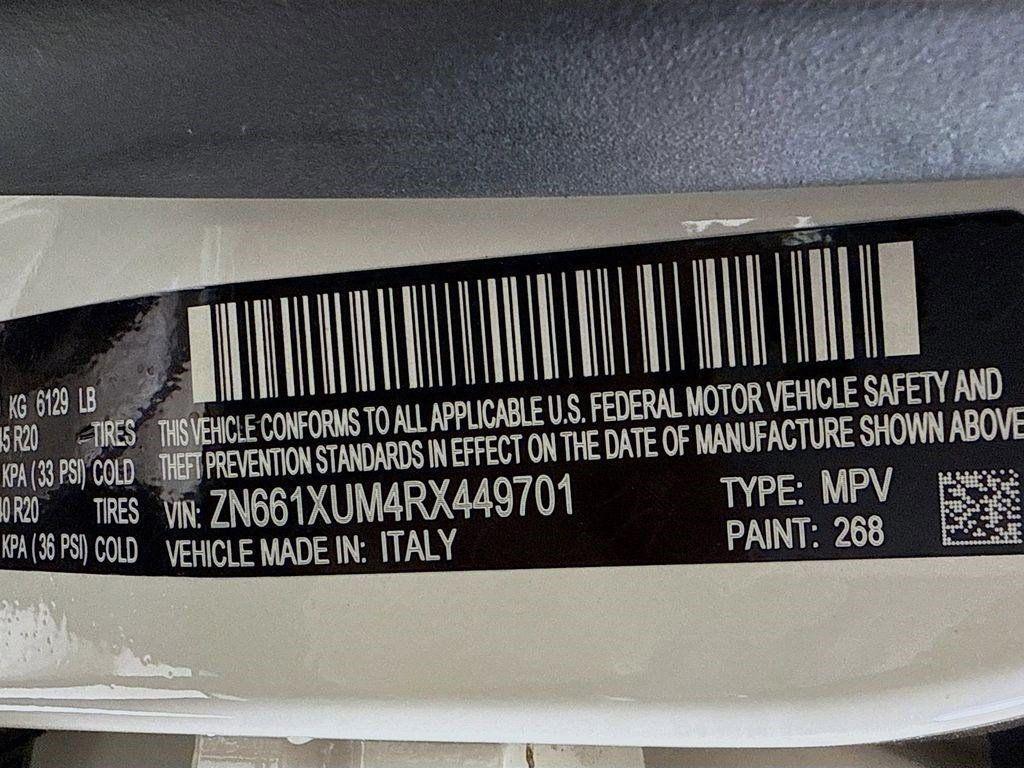 KG 6129 LB
R20 TIRES
KPA (33 PSI) COLD
R20 TIRES
KPA (36 PSI) COLD
THIS VEHICLE CONFORMS TO ALL APPLICABLE U.S. FEDERAL MOTOR VEHICLE SAFETY AND
THEFT PREVENTION STANDARDS IN EFFECT ON THE DATE OF MANUFACTURE SHOWN ABOVE
VIN: ZN661XUM4RX449701
VEHICLE MADE IN: ITALY
TYPE: MPV
PAINT: 268